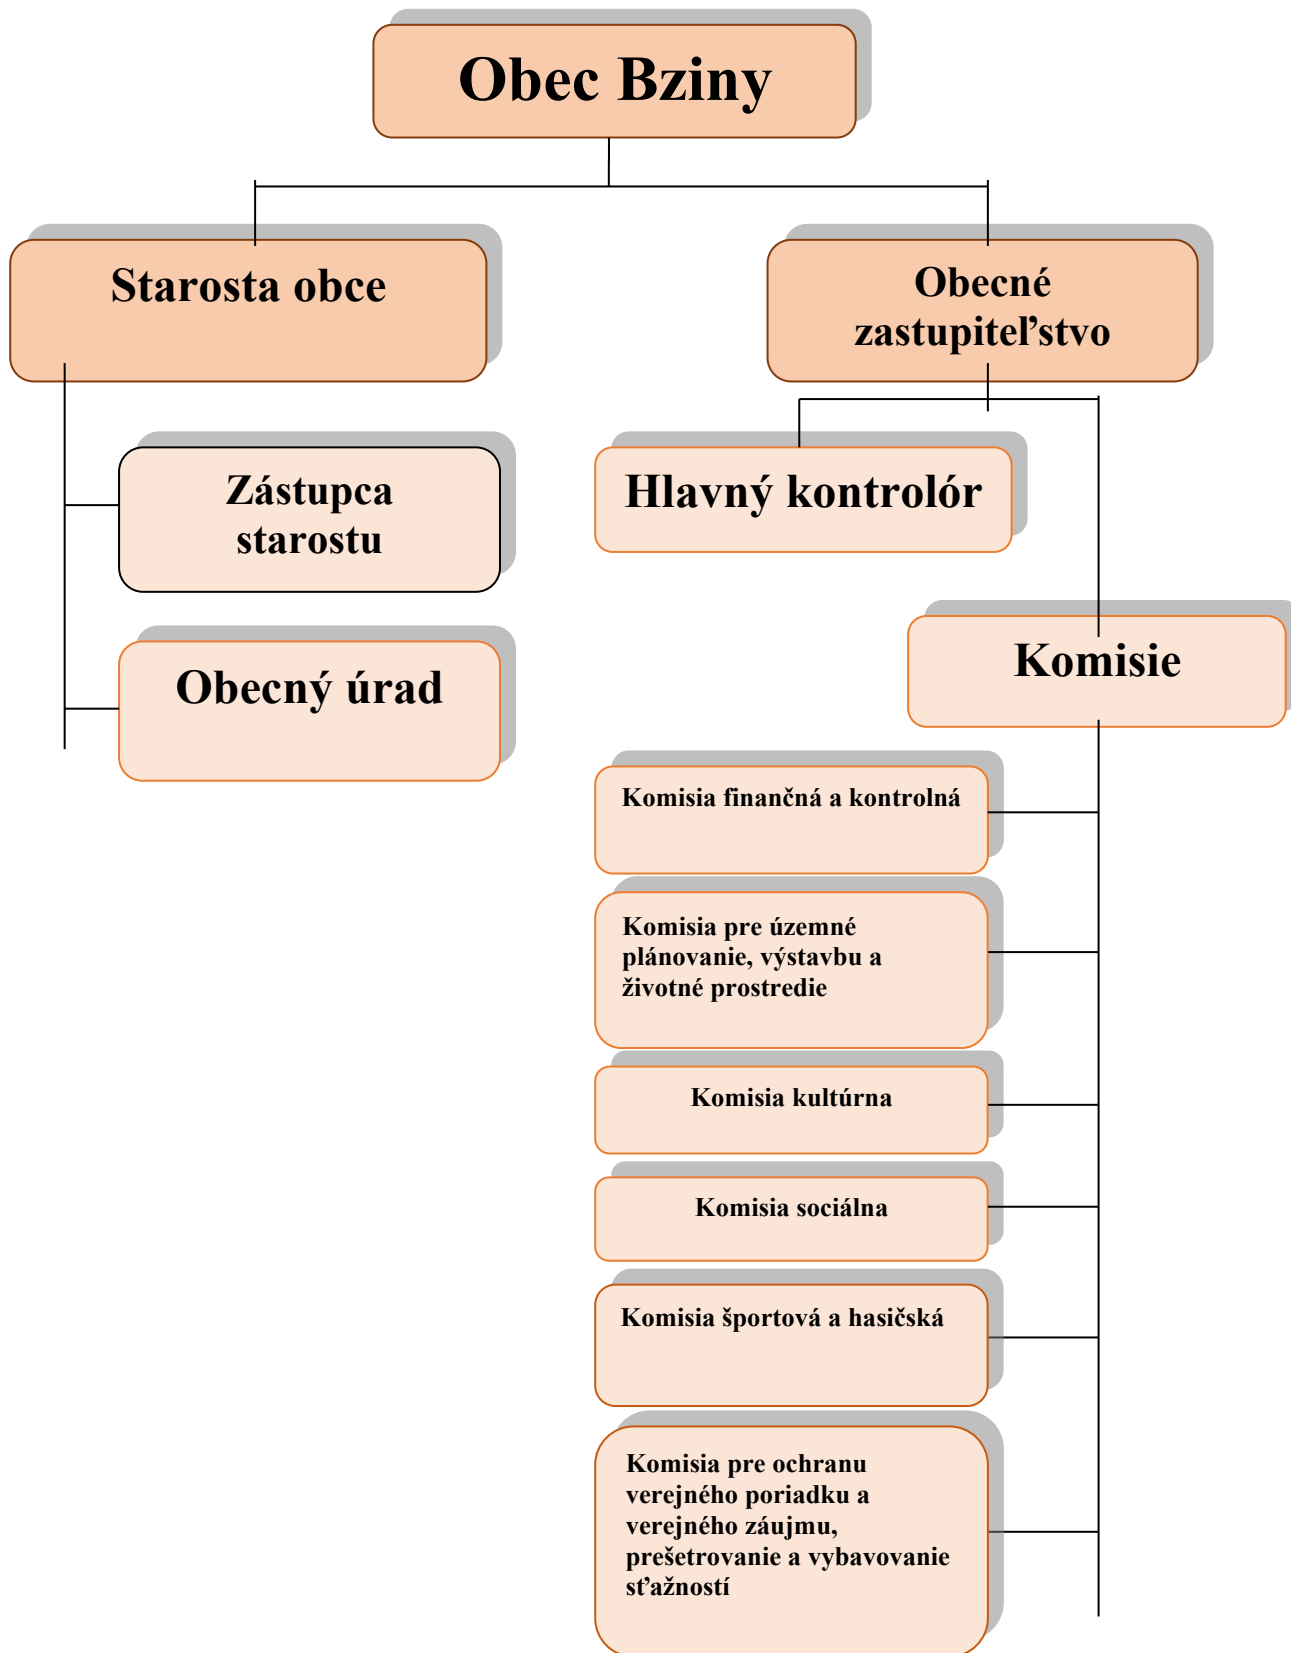 Obec Bziny
Starosta obce
Obecné
zastupiteľstvo
Zástupca
starostu
Hlavný kontrolór
Obecný úrad
Komisie
Komisia finančná a kontrolná
Komisia pre územné
plánovanie, výstavbu a
životné prostredie
Komisia kultúrna
Komisia sociálna
Komisia športová a hasičská
Komisia pre ochranu
verejného poriadku a
verejného záujmu,
prešetrovanie a vybavovanie
sťažností